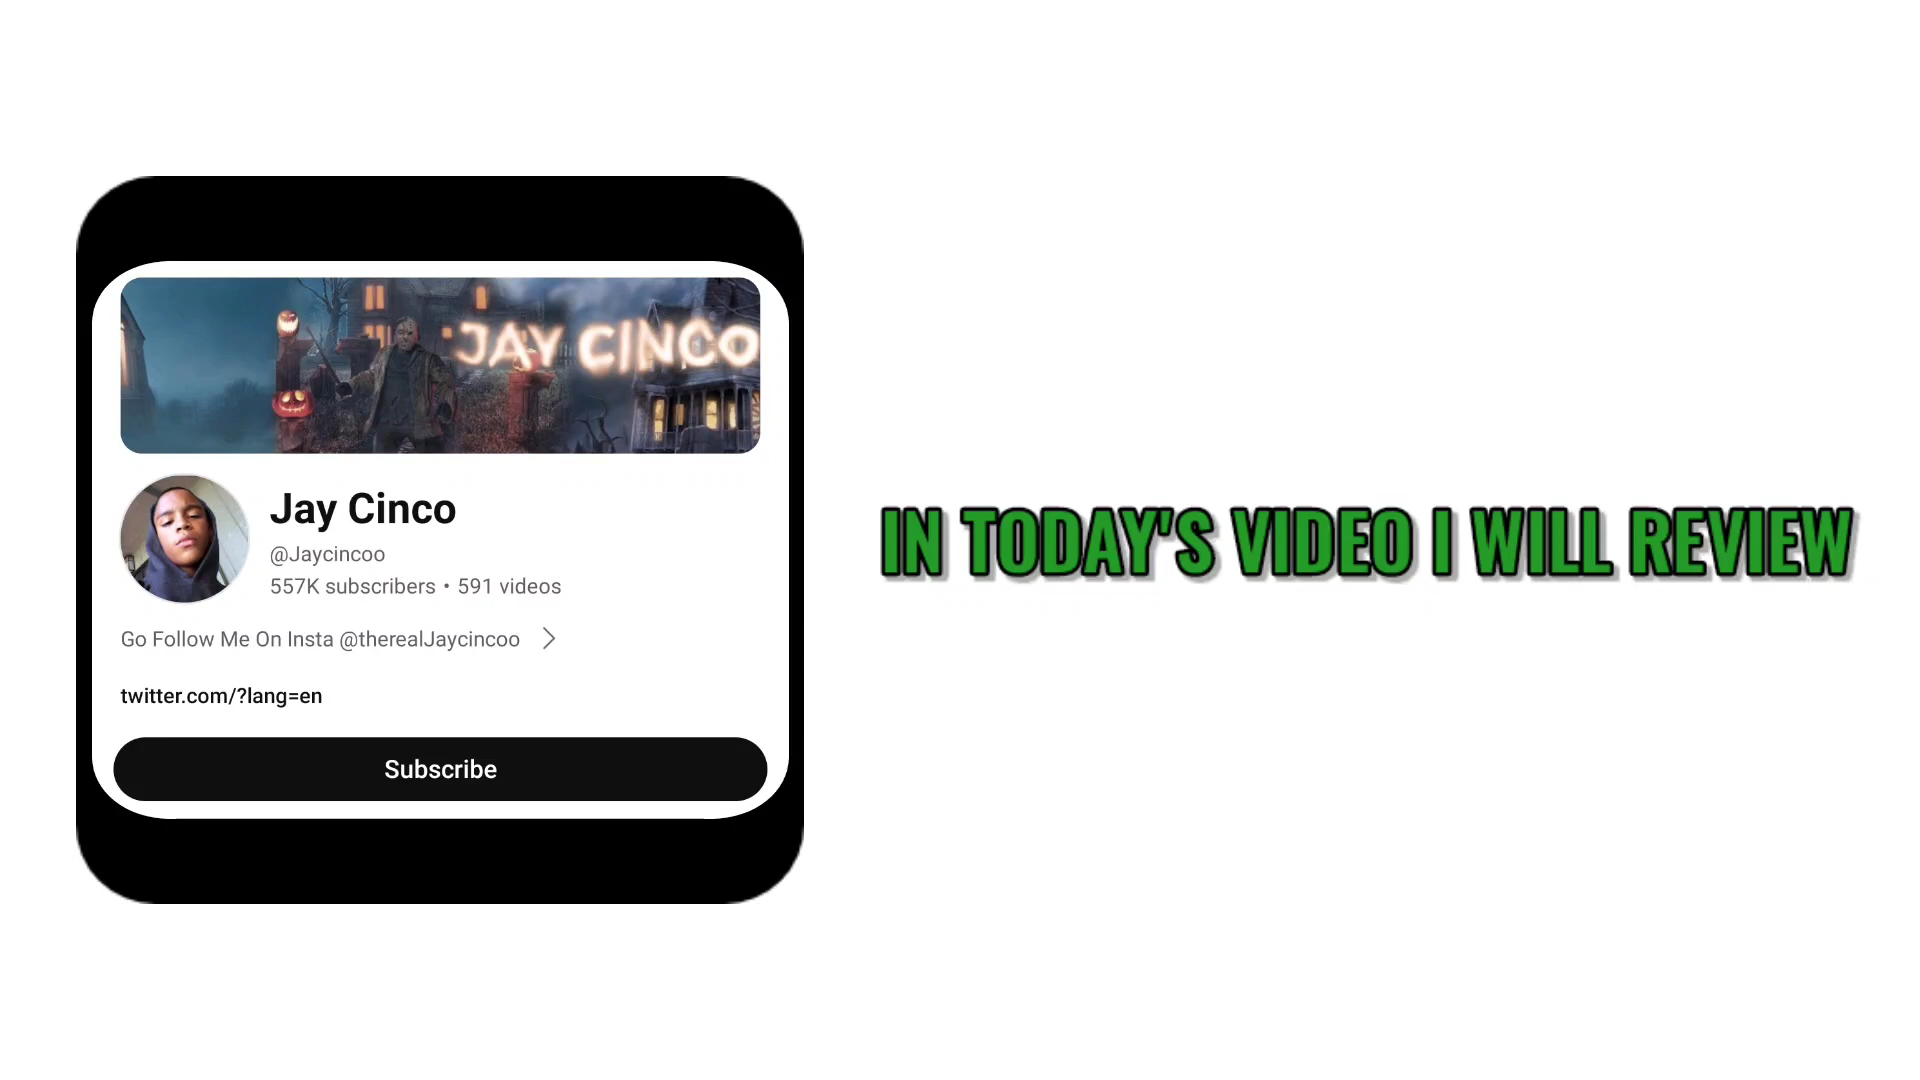 JAY CINCO
Jay Cinco
@Jaycincoo
557K subscribers • 591 videos
Go Follow Me On Insta @therealJaycincoo
twitter.com/?lang=en
Subscribe
IN TODAY'S VIDEO I WILL REVIEW